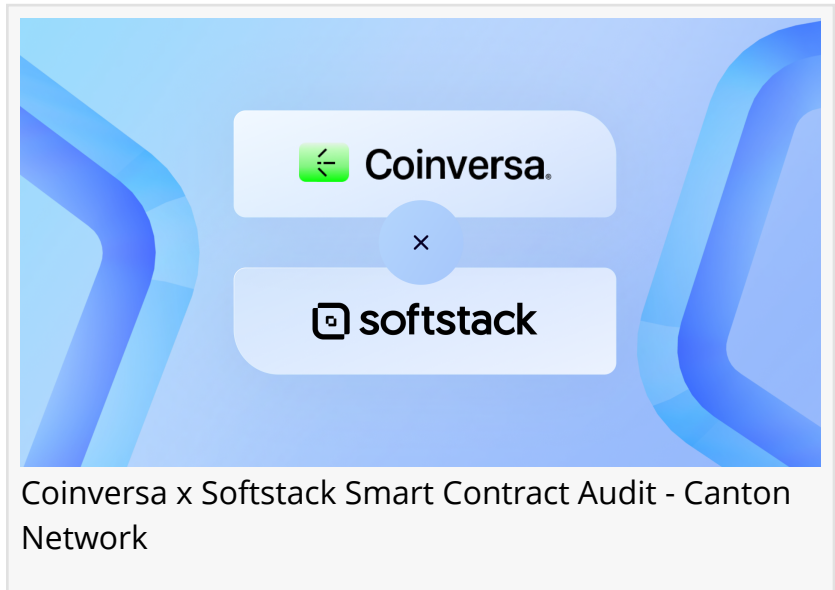 Coinversa®
×
softstack
Coinversa x Softstack Smart Contract Audit - Canton
Network